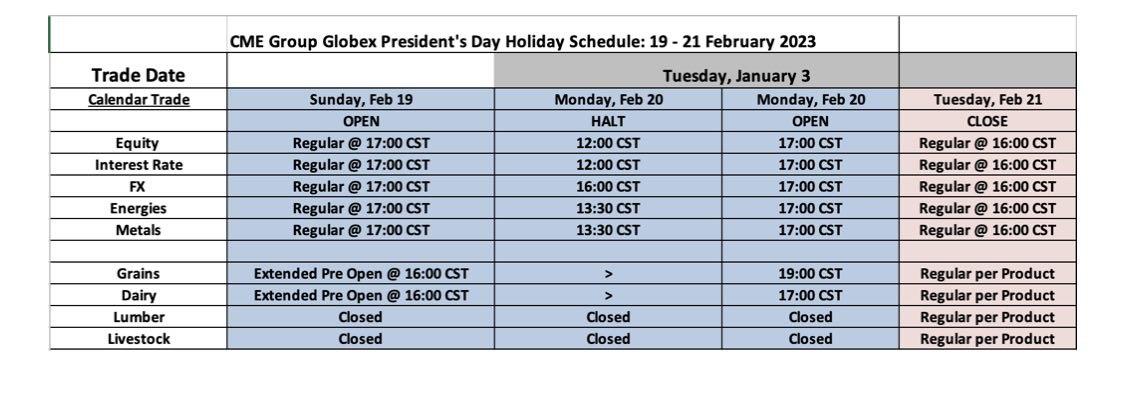 CME Group Globex President's Day Holiday Schedule: 19 - 21 February 2023
Trade Date Tuesday, January 3
Calendar Trade Sunday, Feb 19 Monday, Feb 20 Monday, Feb 20 Tuesday, Feb 21
OPEN HALT OPEN CLOSE
Equity Regular @ 17:00 CST 12:00 CST 17:00 CST Regular @ 16:00 CST
Interest Rate Regular @ 17:00 CST 12:00 CST 17:00 CST Regular @ 16:00 CST
FX Regular @ 17:00 CST 16:00 CST 17:00 CST Regular @ 16:00 CST
Energies Regular @ 17:00 CST 13:30 CST 17:00 CST Regular @ 16:00 CST
Metals Regular @ 17:00 CST 13:30 CST 17:00 CST Regular @ 16:00 CST
Grains Extended Pre Open @ 16:00 CST > 19:00 CST Regular per Product
Dairy Extended Pre Open @ 16:00 CST > 17:00 CST Regular per Product
Lumber Closed Closed Closed Regular per Product
Livestock Closed Closed Closed Regular per Product